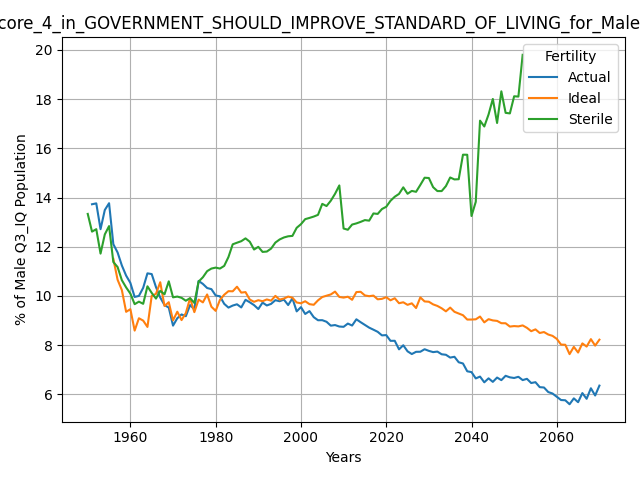 core_4_in_GOVERNMENT_SHOULD_IMPROVE_STANDARD_OF_LIVING_for_Male
Fertility
Actual
Ideal
Sterile
% of Male Q3_IQ Population
20
18
16
14
12
10
8
6
1960
1980
2000
2020
2040
2060
Years